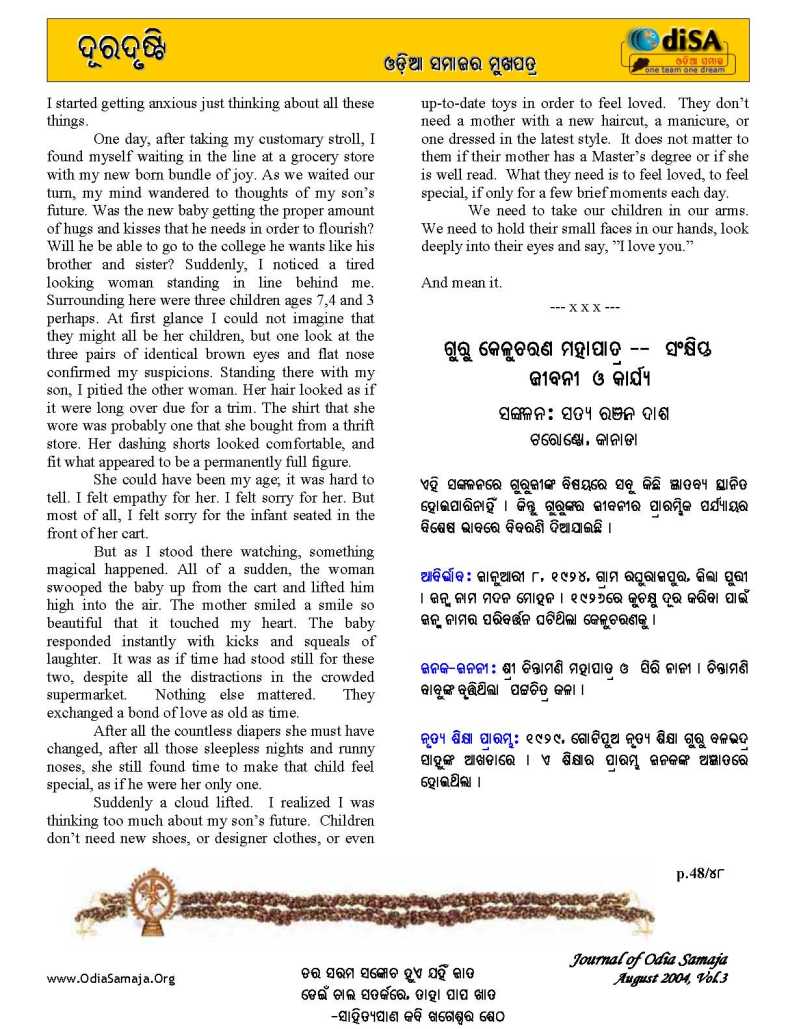 ଦୂରଦୃଷ୍ଟି
ଓଡ଼ିଆ ସମାଜର ମୁଖପତ୍ର
OdiSA
ଓଡ଼ିଆ ସମାଜ
one team one dream
I started getting anxious just thinking about all these
things.
One day, after taking my customary stroll, I
found myself waiting in the line at a grocery store
with my new born bundle of joy. As we waited our
turn, my mind wandered to thoughts of my son’s
future. Was the new baby getting the proper amount
of hugs and kisses that he needs in order to flourish?
Will he be able to go to the college he wants like his
brother and sister? Suddenly, I noticed a tired
looking woman standing in line behind me.
Surrounding here were three children ages 7,4 and 3
perhaps. At first glance I could not imagine that
they might all be her children, but one look at the
three pairs of identical brown eyes and flat nose
confirmed my suspicions. Standing there with my
son, I pitied the other woman. Her hair looked as if
it were long over due for a trim. The shirt that she
wore was probably one that she bought from a thrift
store. Her dashing shorts looked comfortable, and
fit what appeared to be a permanently full figure.
She could have been my age; it was hard to
tell. I felt empathy for her. I felt sorry for her. But
most of all, I felt sorry for the infant seated in the
front of her cart.
But as I stood there watching, something
magical happened. All of a sudden, the woman
swooped the baby up from the cart and lifted him
high into the air. The mother smiled a smile so
beautiful that it touched my heart. The baby
responded instantly with kicks and squeals of
laughter. It was as if time had stood still for these
two, despite all the distractions in the crowded
supermarket. Nothing else mattered. They
exchanged a bond of love as old as time.
After all the countless diapers she must have
changed, after all those sleepless nights and runny
noses, she still found time to make that child feel
special, as if he were her only one.
Suddenly a cloud lifted. I realized I was
thinking too much about my son’s future. Children
don’t need new shoes, or designer clothes, or even
up-to-date toys in order to feel loved. They don’t
need a mother with a new haircut, a manicure, or
one dressed in the latest style. It does not matter to
them if their mother has a Master’s degree or if she
is well read. What they need is to feel loved, to feel
special, if only for a few brief moments each day.
We need to take our children in our arms.
We need to hold their small faces in our hands, look
deeply into their eyes and say, ”I love you.”
And mean it.
--- x x x ---
ଗୁରୁ କେଳୁଚରଣ ମହାପାତ୍ର -- ସଂକ୍ଷିପ୍ତ
ଜୀବନୀ ଓ କାର୍ଯ୍ୟ
ସଙ୍କଳନ: ସତ୍ୟ ରଞ୍ଜନ ଦାଶ
ଟରୋଣ୍ଟୋ, କାନାଡା
ଏହି ସଙ୍କଳନରେ ଗୁରୁଜୀଙ୍କ ବିଷୟରେ ସବୁ କିଛି ଜ୍ଞାତବ୍ୟ ସ୍ଥାନିତ
ହୋଇପାରିନାହିଁ । କିନ୍ତୁ ଗୁରୁଙ୍କର ଜୀବନୀର ପ୍ରାରମ୍ଭିକ ପର୍ଯ୍ୟାୟର
ବିଶେଷ ଭାବରେ ବିବରଣି ଦିଆଯାଇଛି ।
ଆବିର୍ଭାବ: ଜାନୁଆରୀ ୮, ୧୯୨୪, ଗ୍ରାମ ରଘୁରାଜପୁର, ଜିଲା ପୁରୀ
। ଜନ୍ମ ନାମ ମଦନ ମୋହନ । ୧୯୨୬ରେ କୁଚକ୍ଷୁ ଦୂର କରିବା ପାଇଁ
ଜନ୍ମ ନାମର ପରିବର୍ତ୍ତନ ଘଟିଥିଲା କେଳୁଚରଣକୁ ।
ଜନକ-ଜନନୀ: ଶ୍ରୀ ଚିନ୍ତାମଣି ମହାପାତ୍ର ଓ ସିରି ନାନୀ । ଚିନ୍ତାମଣି
ବାବୁଙ୍କ ବୃତ୍ତିଥିଲା ପଟ୍ଟଚିତ୍ର କଳା ।
ନୃତ୍ୟ ଶିକ୍ଷା ପ୍ରାରମ୍ଭ: ୧୯୨୯, ଗୋଟିପୁଅ ନୃତ୍ୟ ଶିକ୍ଷା ଗୁରୁ ବଳଭଦ୍ର
ସାହୁଙ୍କ ଆଖଡାରେ । ଏ ଶିକ୍ଷାର ପ୍ରାରମ୍ଭ ଜନକଙ୍କ ଅଜ୍ଞାତରେ
ହୋଇଥିଲା ।
p.48/୪୮
www.OdiaSamaja.Org
ଡର ସରମ ସଙ୍କୋଚ ହୁଏ ଯହିଁ ଜାତ
ଡେଇଁ ଚାଲ ସତର୍କରେ, ତାହା ପାପ ଖାତ
-ସାହିତ୍ୟପାଣ କବି ଖଗେଶ୍ୱର ଶେଠ
Journal of Odia Samaja
August 2004, Vol.3